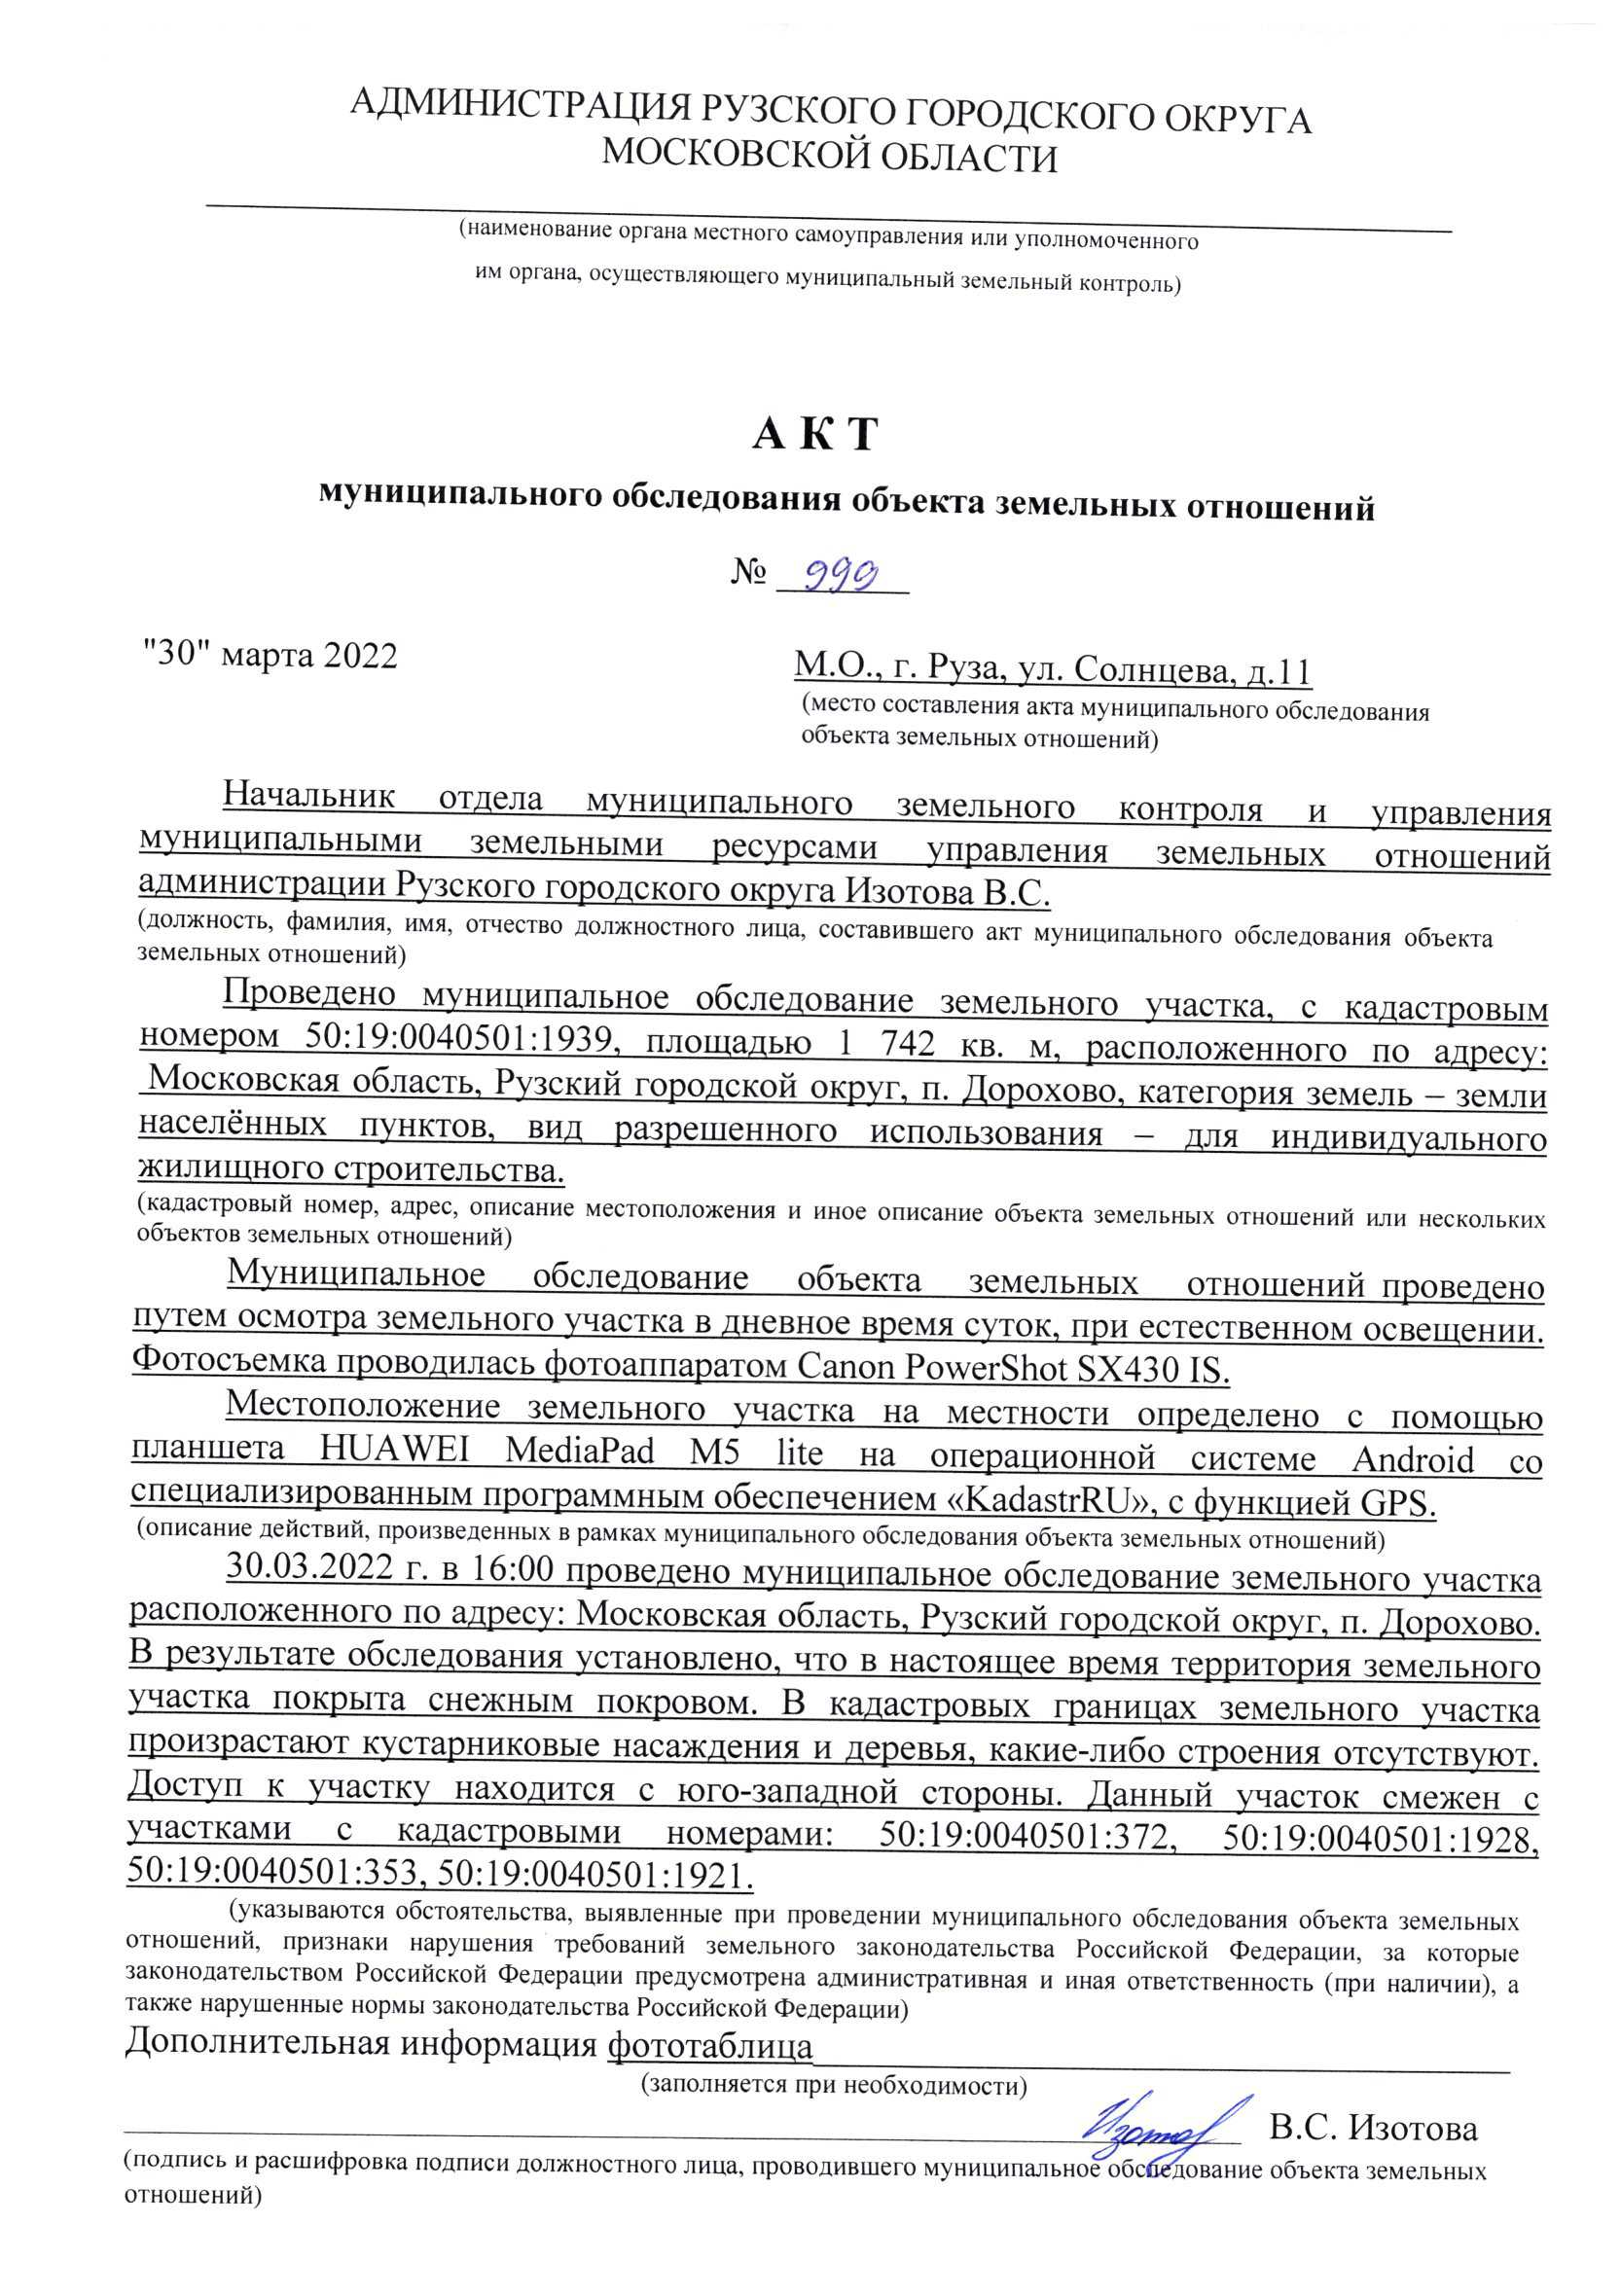 АДМИНИСТРАЦИЯ РУЗСКОГО ГОРОДСКОГО ОКРУГА
МОСКОВСКОЙ ОБЛАСТИ
(наименование органа местного самоуправления или уполномоченного
им органа, осуществляющего муниципальный земельный контроль)
А К Т
муниципального обследования объекта земельных отношений
№ 999
"30" марта 2022
М.О., г. Руза, ул. Солнцева, д.11
(место составления акта муниципального обследования
объекта земельных отношений)
Начальник отдела муниципального земельного контроля и управления
муниципальными земельными ресурсами управления земельных отношений
администрации Рузского городского округа Изотова В.С.
(должность, фамилия, имя, отчество должностного лица, составившего акт муниципального обследования объекта
земельных отношений)
Проведено муниципальное обследование земельного участка, с кадастровым
номером 50:19:0040501:1939, площадью 1 742 кв. м, расположенного по адресу:
Московская область, Рузский городской округ, п. Дорохово, категория земель – земли
населённых пунктов, вид разрешенного использования – для индивидуального
жилищного строительства.
(кадастровый номер, адрес, описание местоположения и иное описание объекта земельных отношений или нескольких
объектов земельных отношений)
Муниципальное обследование объекта земельных отношений проведено
путем осмотра земельного участка в дневное время суток, при естественном освещении.
Фотосъемка проводилась фотоаппаратом Canon PowerShot SX430 IS.
Местоположение земельного участка на местности определено с помощью
планшета HUAWEI MediaPad M5 lite на операционной системе Android со
специализированным программным обеспечением «KadastrRU», с функцией GPS.
(описание действий, произведенных в рамках муниципального обследования объекта земельных отношений)
30.03.2022 г. в 16:00 проведено муниципальное обследование земельного участка
расположенного по адресу: Московская область, Рузский городской округ, п. Дорохово.
В результате обследования установлено, что в настоящее время территория земельного
участка покрыта снежным покровом. В кадастровых границах земельного участка
произрастают кустарниковые насаждения и деревья, какие-либо строения отсутствуют.
Доступ к участку находится с юго-западной стороны. Данный участок смежен с
участками с кадастровыми номерами: 50:19:0040501:372, 50:19:0040501:1928,
50:19:0040501:353, 50:19:0040501:1921.
(указываются обстоятельства, выявленные при проведении муниципального обследования объекта земельных
отношений, признаки нарушения требований земельного законодательства Российской Федерации, за которые
законодательством Российской Федерации предусмотрена административная и иная ответственность (при наличии), а
также нарушенные нормы законодательства Российской Федерации)
Дополнительная информация фототаблица
(заполняется при необходимости)
Изотова В.С. Изотова
(подпись и расшифровка подписи должностного лица, проводившего муниципальное обследование объекта земельных
отношений)